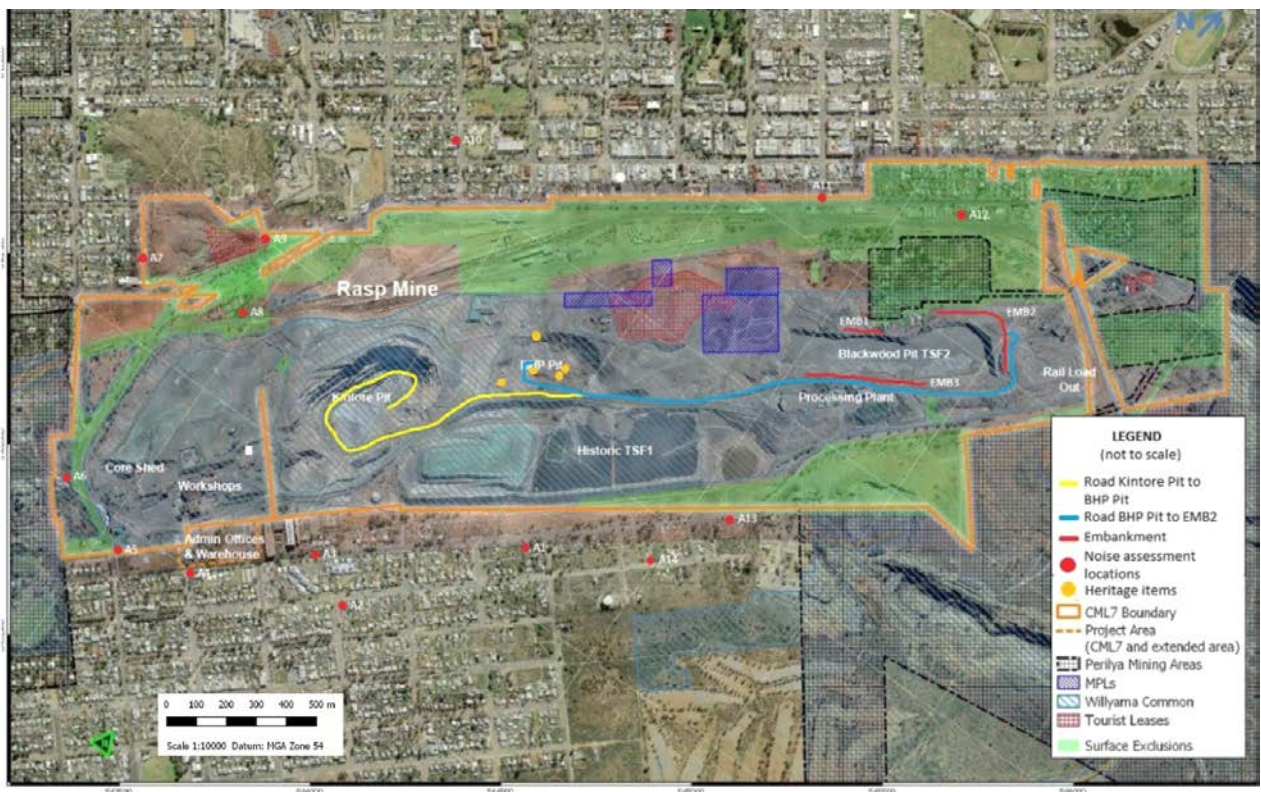 N
A10
A11
A12
A9
A7
Rasp Mine
A8
EMB1
EMB2
Blackwood Pit TSF2
BHP Pit
Rail Load
Out
EMB3
Kintore Pit
Processing Plant
Historic TSF1
Core Shed
A6
Workshops
A13
Admin Offices
& Warehouse
A5
A3
A14
A2
LEGEND
(not to scale)
Road Kintore Pit to
BHP Pit
Road BHP Pit to EMB2
Embankment
Noise assessment
locations
Heritage items
CML7 Boundary
Project Area
(CML7 and extended area)
Perilya Mining Areas
MPLs
Willyama Common
Tourist Leases
Surface Exclusions
0 100 200 300 400 500 m
Scale 1:10000 Datum: MGA Zone 54